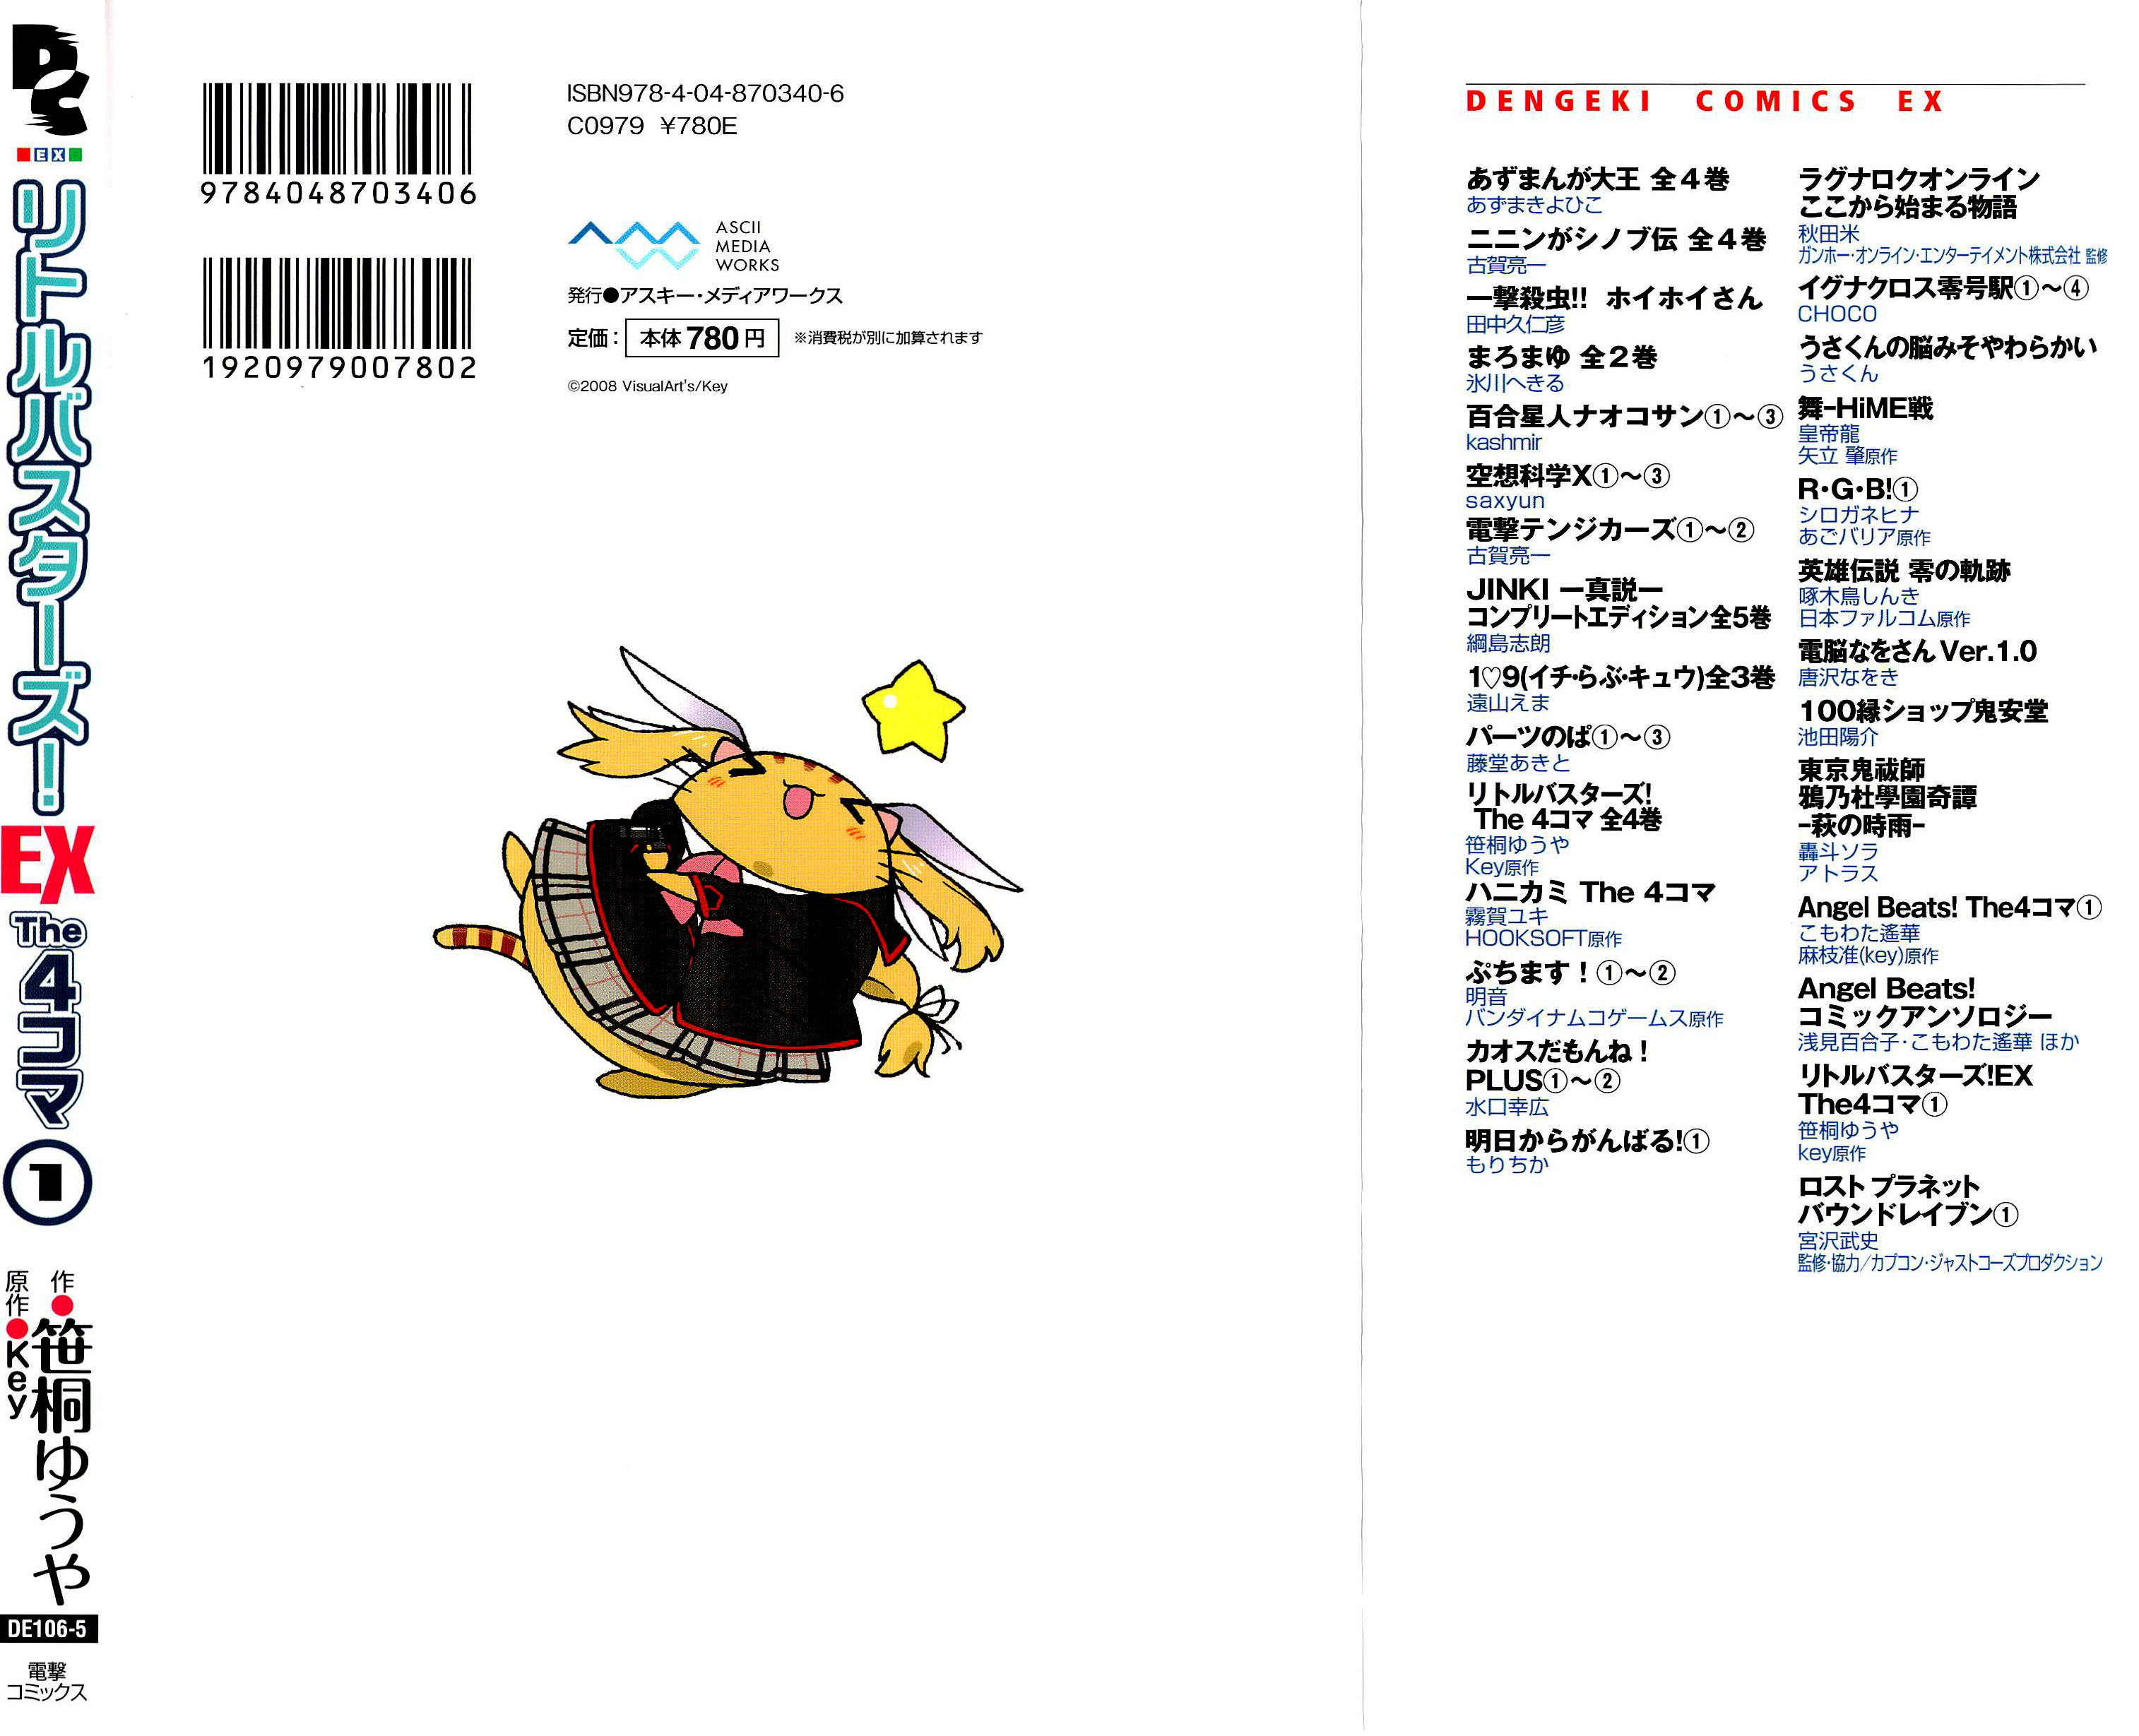 DC
EX
リトルバスターズ！
EX
The
4コマ
1
作●笹桐ゆうや
原作●Key
DE106-5
電撃
コミックス
9784048703406
1920979007802
ISBN978-4-04-870340-6
C0979 ¥780E
ASCII
MEDIA
WORKS
発行●アスキー・メディアワークス
定価： 本体780円 ※消費税が別に加算されます
©2008 VisualArt's/Key
DENGEKI COMICS EX
あずまんが大王 全４巻
あずまきよひこ
ニニンがシノブ伝 全４巻
古賀亮一
一撃殺虫!! ホイホイさん
田中久仁彦
まろまゆ 全２巻
氷川へきる
百合星人ナオコサン①〜③
kashmir
空想科学X①〜③
saxyun
電撃テンジカーズ①〜②
古賀亮一
JINKI ー真説ー
コンプリートエディション全5巻
綱島志朗
1♡9(イチ・らぶ・キュウ)全3巻
遠山えま
パーツのぱ①〜③
藤堂あきと
リトルバスターズ!
The 4コマ 全4巻
笹桐ゆうや
Key原作
ハニカミ The 4コマ
霧賀ユキ
HOOKSOFT原作
ぷちます！①〜②
明音
バンダイナムコゲームス原作
カオスだもんね！
PLUS①〜②
水口幸広
明日からがんばる!①
もりちか
ラグナロクオンライン
ここから始まる物語
秋田米
ガンホー・オンライン・エンターテイメント株式会社 監修
イグナクロス零号駅①〜④
CHOCO
うさくんの脳みそやわらかい
うさくん
舞-HiME戦
皇帝龍
矢立 肇原作
R・G・B!①
シロガネヒナ
あごバリア原作
英雄伝説 零の軌跡
啄木鳥しんき
日本ファルコム原作
電脳なをさん Ver.1.0
唐沢なをき
100縁ショップ鬼安堂
池田陽介
東京鬼祓師
鴉乃杜學園奇譚
-萩の時雨-
轟斗ソラ
アトラス
Angel Beats! The4コマ①
こもわた遙華
麻枝准(key)原作
Angel Beats!
コミックアンソロジー
浅見百合子・こもわた遙華 ほか
リトルバスターズ!EX
The4コマ①
笹桐ゆうや
key原作
ロスト プラネット
バウンドレイブン①
宮沢武史
監修・協力/カプコン・ジャストコーズプロダクション